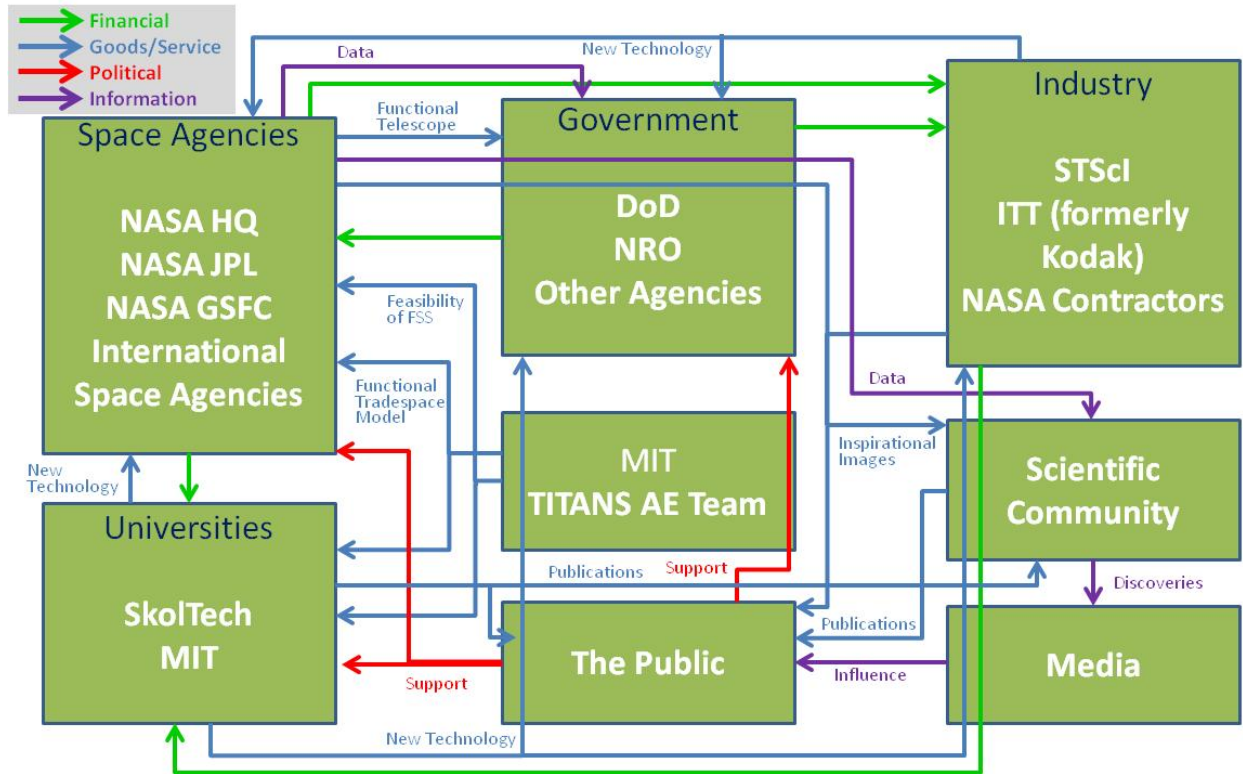 Financial
Goods/Service
Political
Information
Data
New Technology
Functional
Telescope
Space Agencies
NASA HQ
NASA JPL
NASA GSFC
International
Space Agencies
Government
DoD
NRO
Other Agencies
Industry
STScI
ITT (formerly
Kodak)
NASA Contractors
Feasibility
of FSS
Functional
Tradespace
Model
Data
Inspirational
Images
MIT
TITANS AE Team
Scientific
Community
New
Technology
Universities
SkolTech
MIT
Publications
Support
Discoveries
Publications
The Public
Support
Influence
Media
New Technology